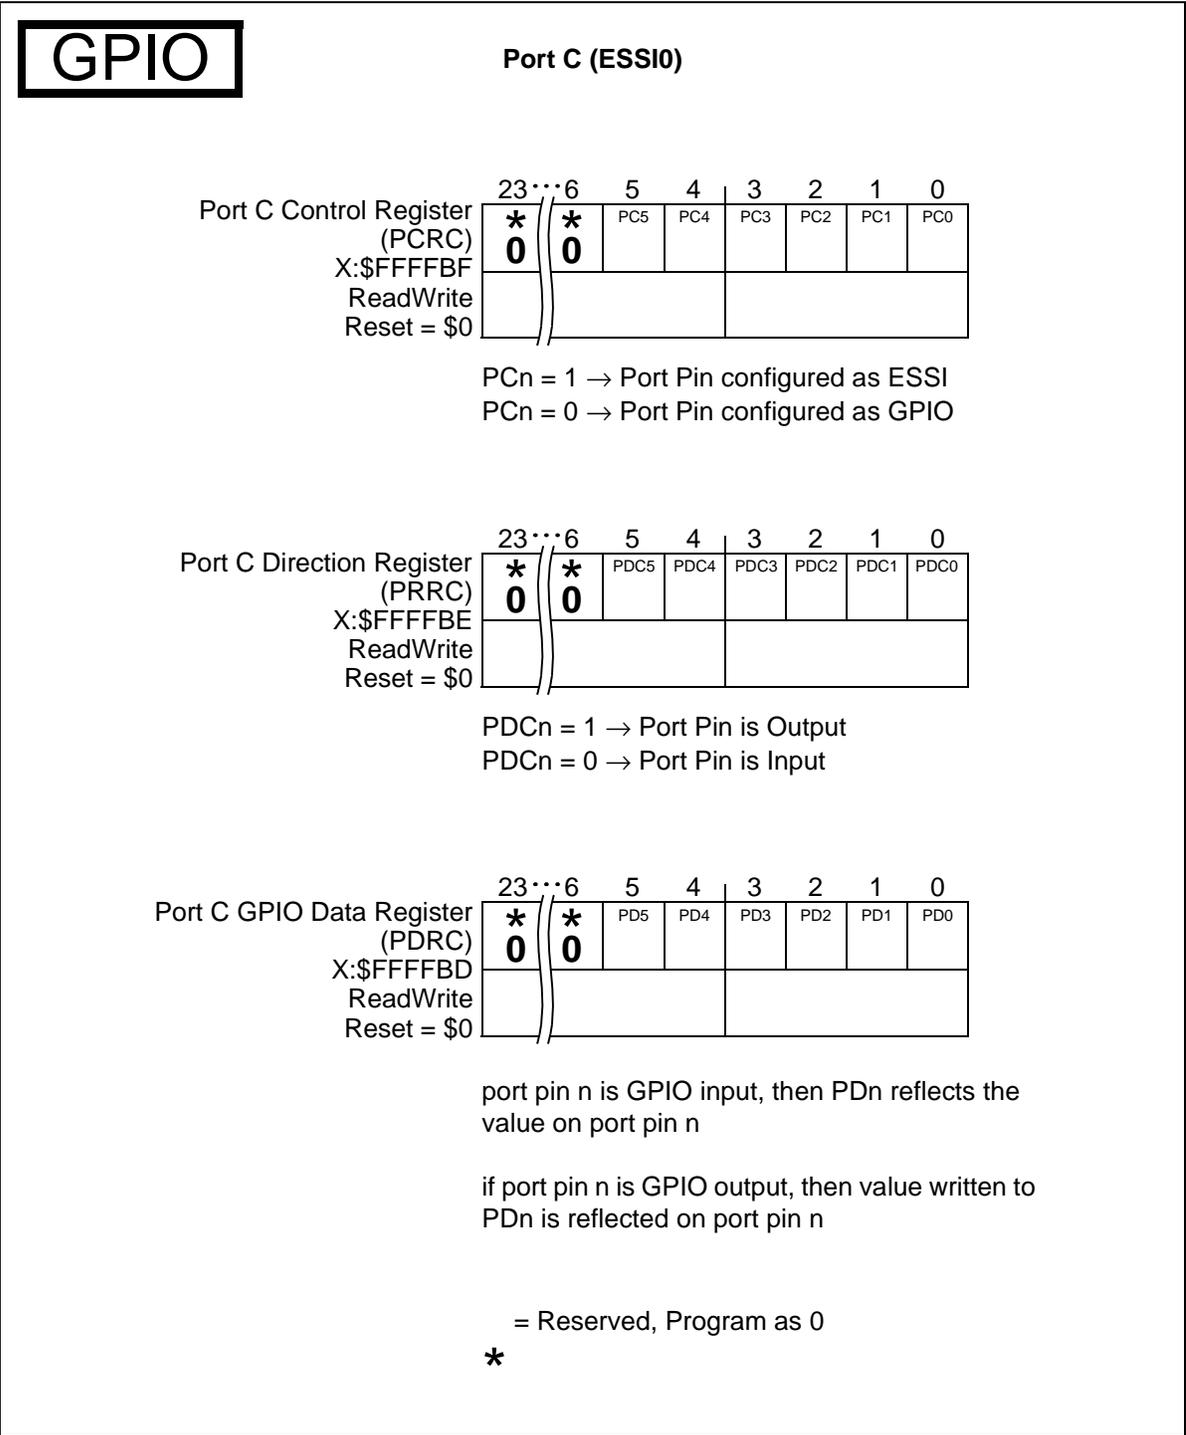 GPIO
Port C (ESSI0)
23 ··· 6 5 4 3 2 1 0
Port C Control Register
(PCRC)
X:$FFFFBF
ReadWrite
Reset = $0
* * PC5 PC4 PC3 PC2 PC1 PC0
0 0
PCn = 1 → Port Pin configured as ESSI
PCn = 0 → Port Pin configured as GPIO
23 ··· 6 5 4 3 2 1 0
Port C Direction Register
(PRRC)
X:$FFFFBE
ReadWrite
Reset = $0
* * PDC5 PDC4 PDC3 PDC2 PDC1 PDC0
0 0
PDCn = 1 → Port Pin is Output
PDCn = 0 → Port Pin is Input
23 ··· 6 5 4 3 2 1 0
Port C GPIO Data Register
(PDRC)
X:$FFFFBD
ReadWrite
Reset = $0
* * PD5 PD4 PD3 PD2 PD1 PD0
0 0
port pin n is GPIO input, then PDn reflects the
value on port pin n
if port pin n is GPIO output, then value written to
PDn is reflected on port pin n
= Reserved, Program as 0
*